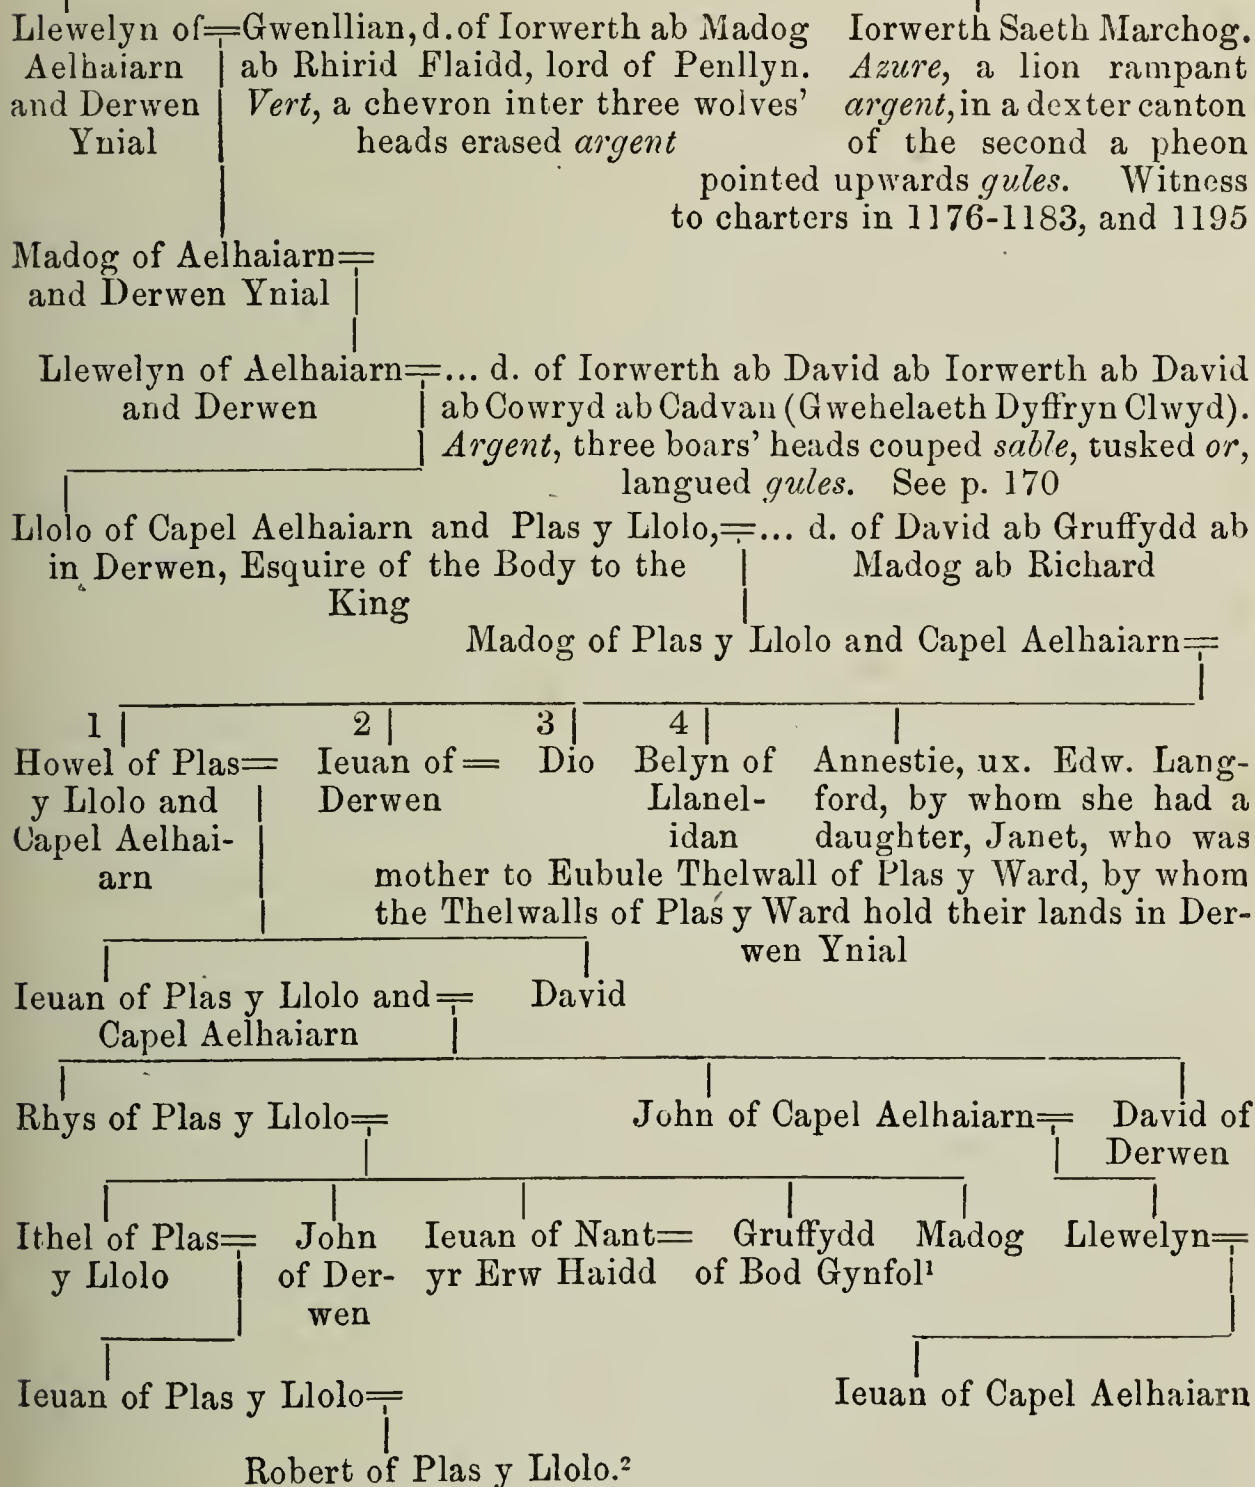 Llewelyn of=Gwenllian, d. of Iorwerth ab Madog Iorwerth Saeth Marchog.
Aelhaiarn ab Rhirid Flaidd, lord of Penllyn. Azure, a lion rampant
and Derwen Vert, a chevron inter three wolves' argent, in a dexter canton
Ynial heads erased argent of the second a pheon
pointed upwards gules. Witness
to charters in 1176-1183, and 1195
Madog of Aelhaiarn=
and Derwen Ynial
Llewelyn of Aelhaiarn=... d. of Iorwerth ab David ab Iorwerth ab David
and Derwen ab Cowryd ab Cadvan (Gwehelaeth Dyffryn Clwyd).
Argent, three boars' heads couped sable, tusked or,
langued gules. See p. 170
Llolo of Capel Aelhaiarn and Plas y Llolo,=... d. of David ab Gruffydd ab
in Derwen, Esquire of the Body to the Madog ab Richard
King
Madog of Plas y Llolo and Capel Aelhaiarn=
1 2 3 4
Howel of Plas= Ieuan of= Dio Belyn of Annestie, ux. Edw. Lang-
y Llolo and Derwen Llanel- ford, by whom she had a
Capel Aelhai- idan daughter, Janet, who was
arn mother to Eubule Thelwall of Plas y Ward, by whom
the Thelwalls of Plas y Ward hold their lands in Der-
wen Ynial
Ieuan of Plas y Llolo and= David
Capel Aelhaiarn
Rhys of Plas y Llolo= John of Capel Aelhaiarn= David of
Derwen
Ithel of Plas= John Ieuan of Nant= Gruffydd Madog Llewelyn=
y Llolo of Der- yr Erw Haidd of Bod Gynfol¹
wen
Ieuan of Plas y Llolo= Ieuan of Capel Aelhaiarn
Robert of Plas y Llolo.²